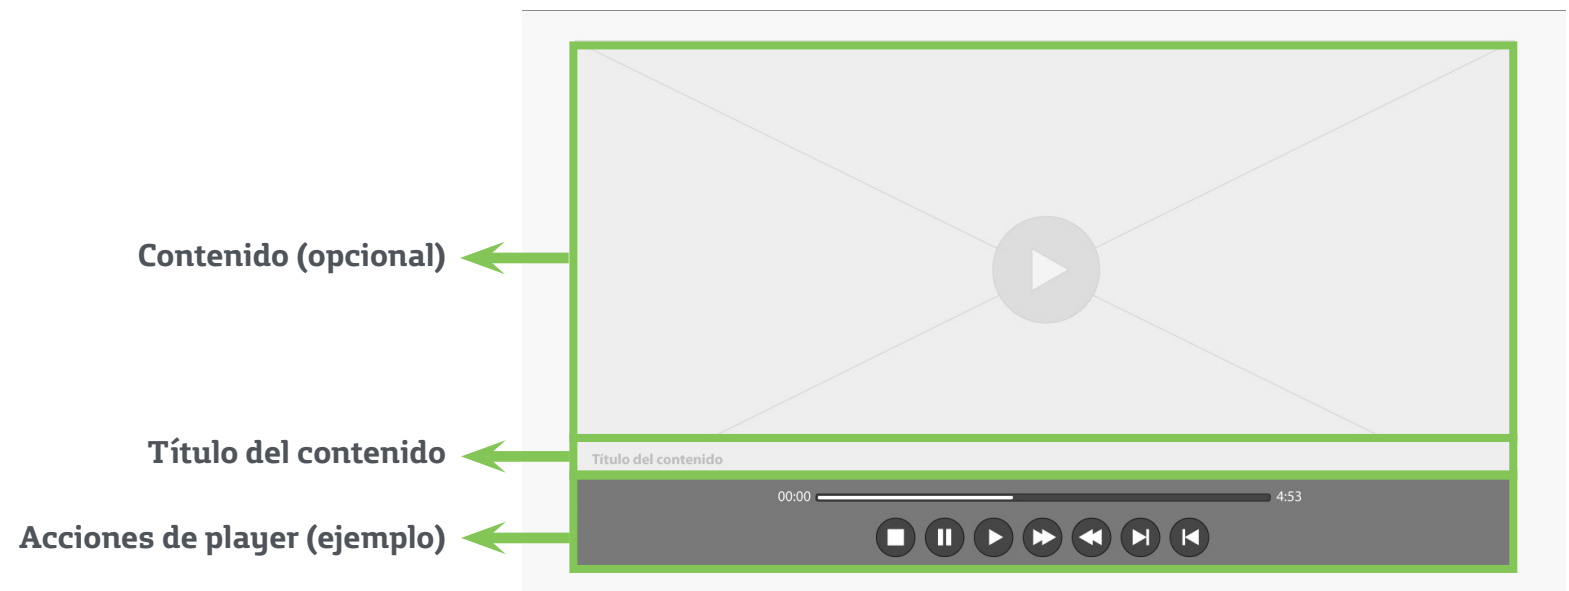 Contenido (opcional)
Título del contenido
Título del contenido
00:00 4:53
Acciones de player (ejemplo)